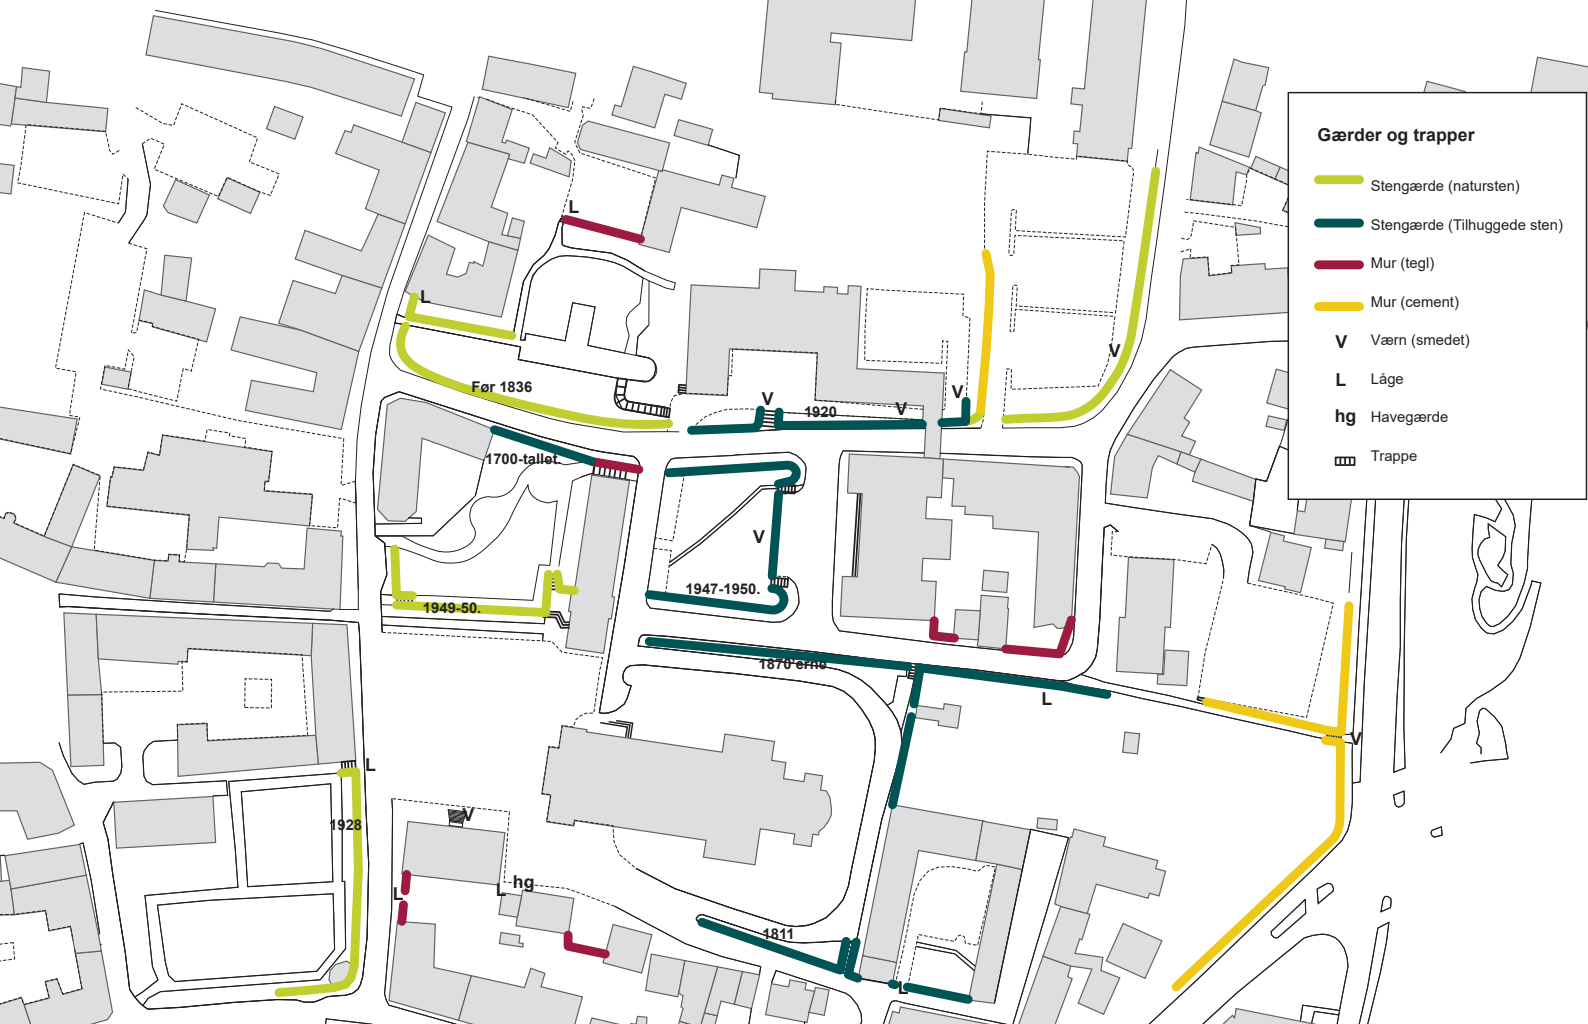 Gærder og trapper
Stengærde (natursten)
Stengærde (Tilhuggede sten)
Mur (tegl)
Mur (cement)
V Værn (smedet)
L Låge
hg Havegærde
Trappe
L
L
V
Før 1836
V
1920
V
V
1700-tallet.
V
1947-1950.
1949-50.
1870'erne
L
V
L
1928
V
L
L
hg
1811
L